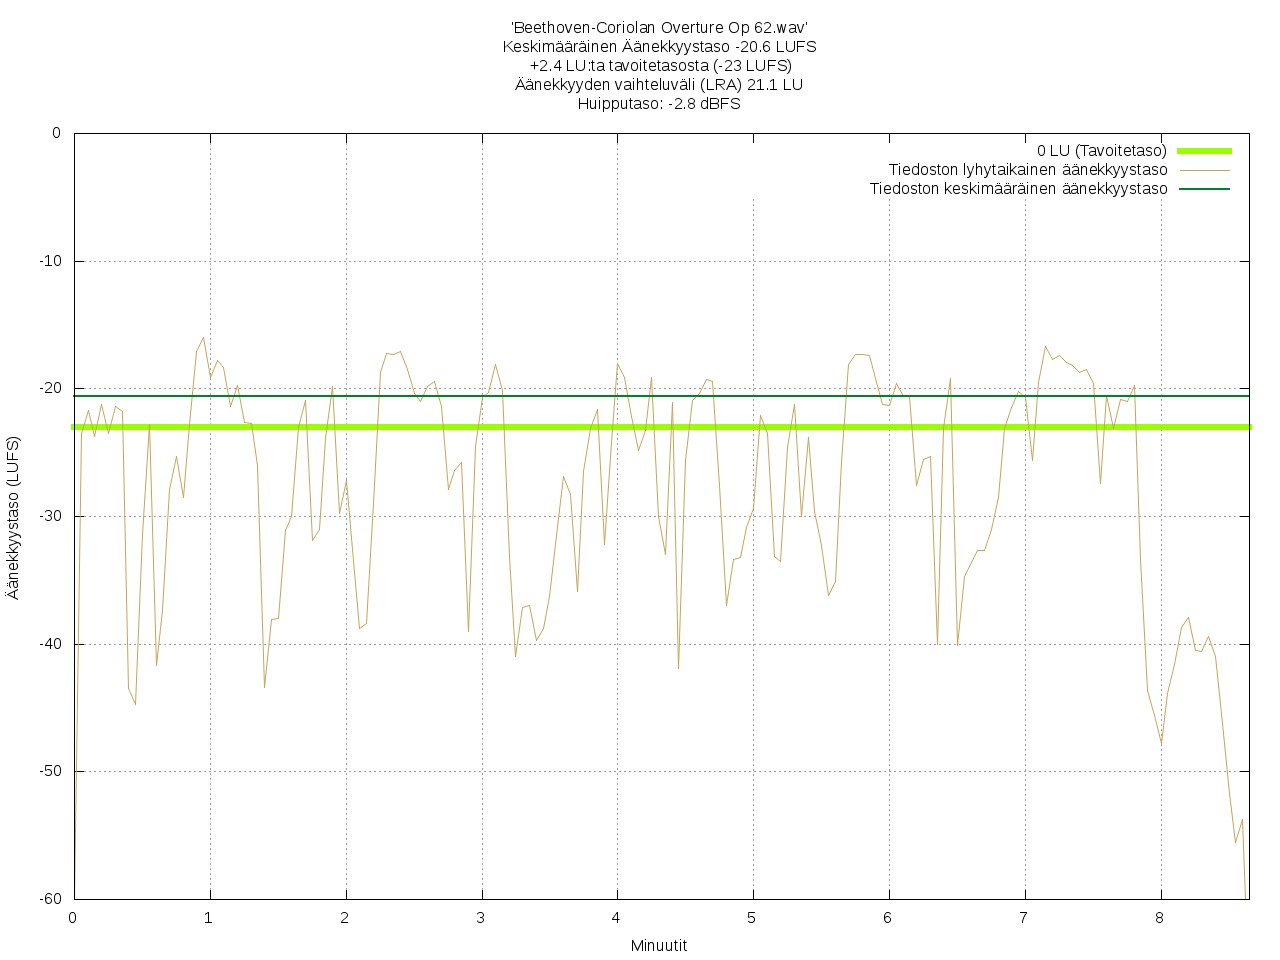 'Beethoven-Coriolan Overture Op 62.wav'
Keskimääräinen Äänekkyystaso -20.6 LUFS
+2.4 LU:ta tavoitetasosta (-23 LUFS)
Äänekkyyden vaihteluväli (LRA) 21.1 LU
Huipputaso: -2.8 dBFS
0 LU (Tavoitetaso)
Tiedoston lyhytaikainen äänekkyystaso
Tiedoston keskimääräinen äänekkyystaso
Äänekkyystaso (LUFS)
0
-10
-20
-30
-40
-50
-60
0 1 2 3 4 5 6 7 8
Minuutit